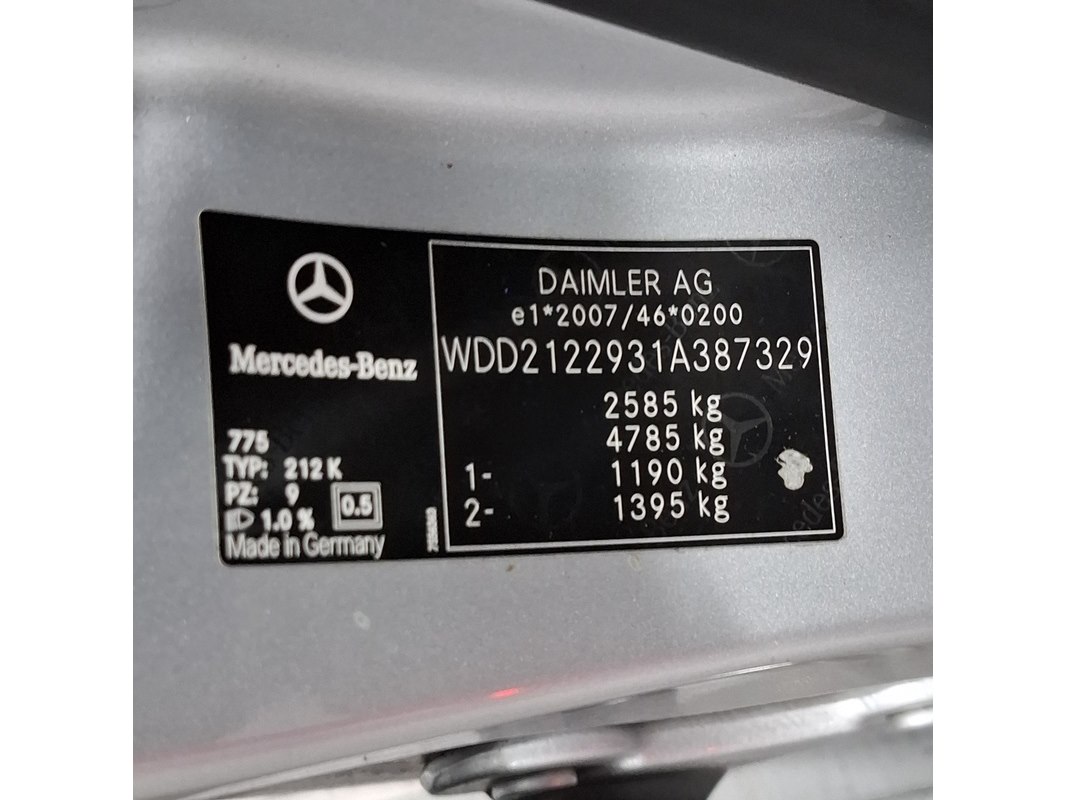 Mercedes-Benz
775
TYP: 212 K
PZ: 9
1.0 %
0.5
Made in Germany
DAIMLER AG
e1*2007/46*0200
WDD2122931A387329
2585 kg
4785 kg
1- 1190 kg
2- 1395 kg